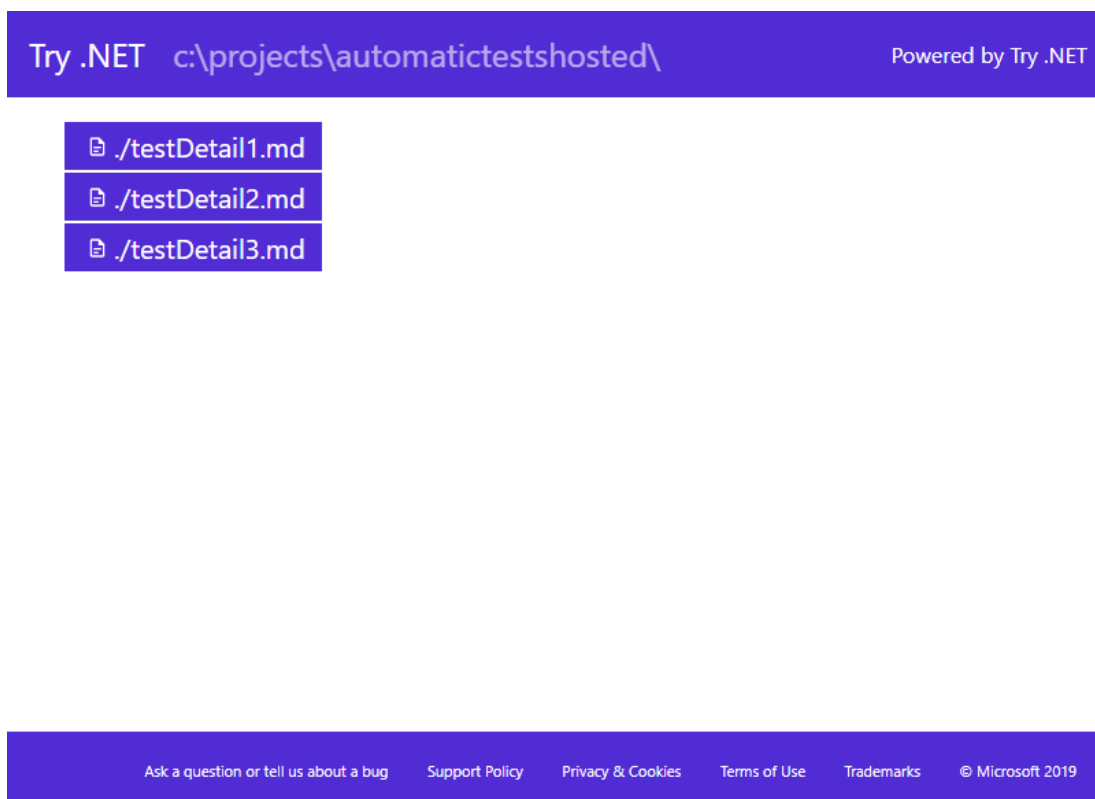 Try .NET c:\projects\automatictestshosted\ Powered by Try .NET
./testDetail1.md
./testDetail2.md
./testDetail3.md
Ask a question or tell us about a bug Support Policy Privacy & Cookies Terms of Use Trademarks © Microsoft 2019